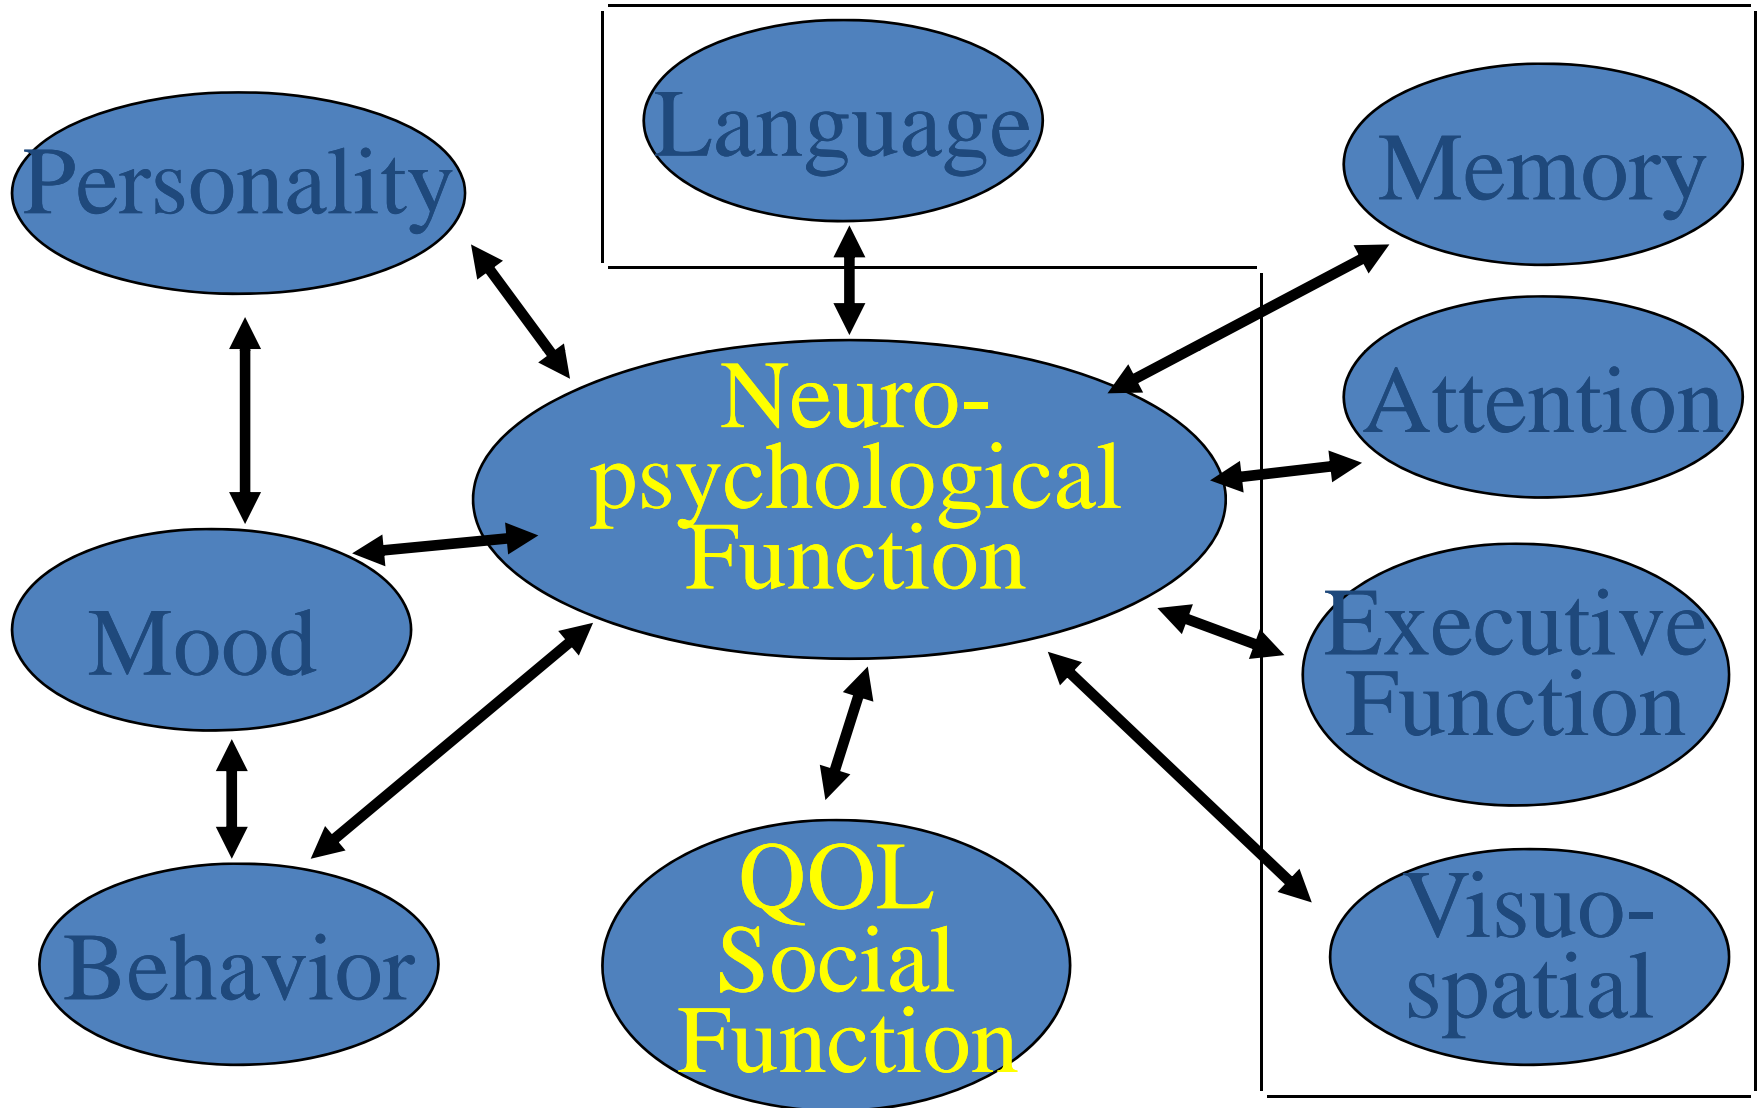 Language
Personality
Memory
Neuro-
psychological
Function
Attention
Mood
Executive
Function
Behavior
QOL
Social
Function
Visuo-
spatial